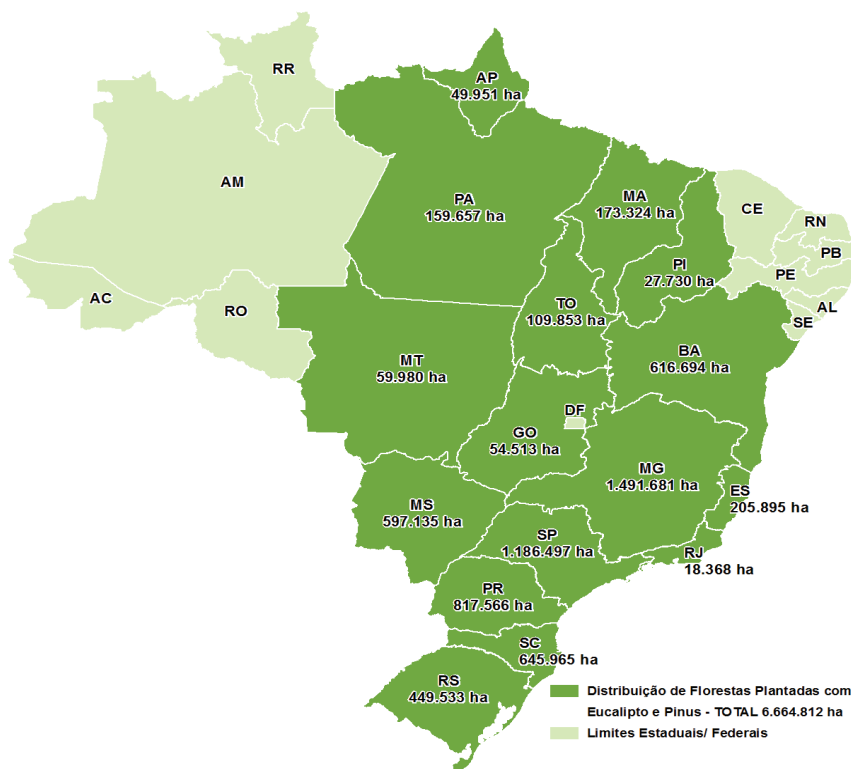 RR
AP
49.951 ha
AM
PA
159.657 ha
MA
173.324 ha
CE
RN
PB
PI
27.730 ha
PE
AL
SE
AC
RO
TO
109.853 ha
BA
616.694 ha
MT
59.980 ha
DF
GO
54.513 ha
MG
1.491.681 ha
ES
205.895 ha
MS
597.135 ha
SP
1.186.497 ha
RJ
18.368 ha
PR
817.566 ha
SC
645.965 ha
RS
449.533 ha
Distribuição de Florestas Plantadas com
Eucalipto e Pinus - TOTAL 6.664.812 ha
Limites Estaduais/ Federais